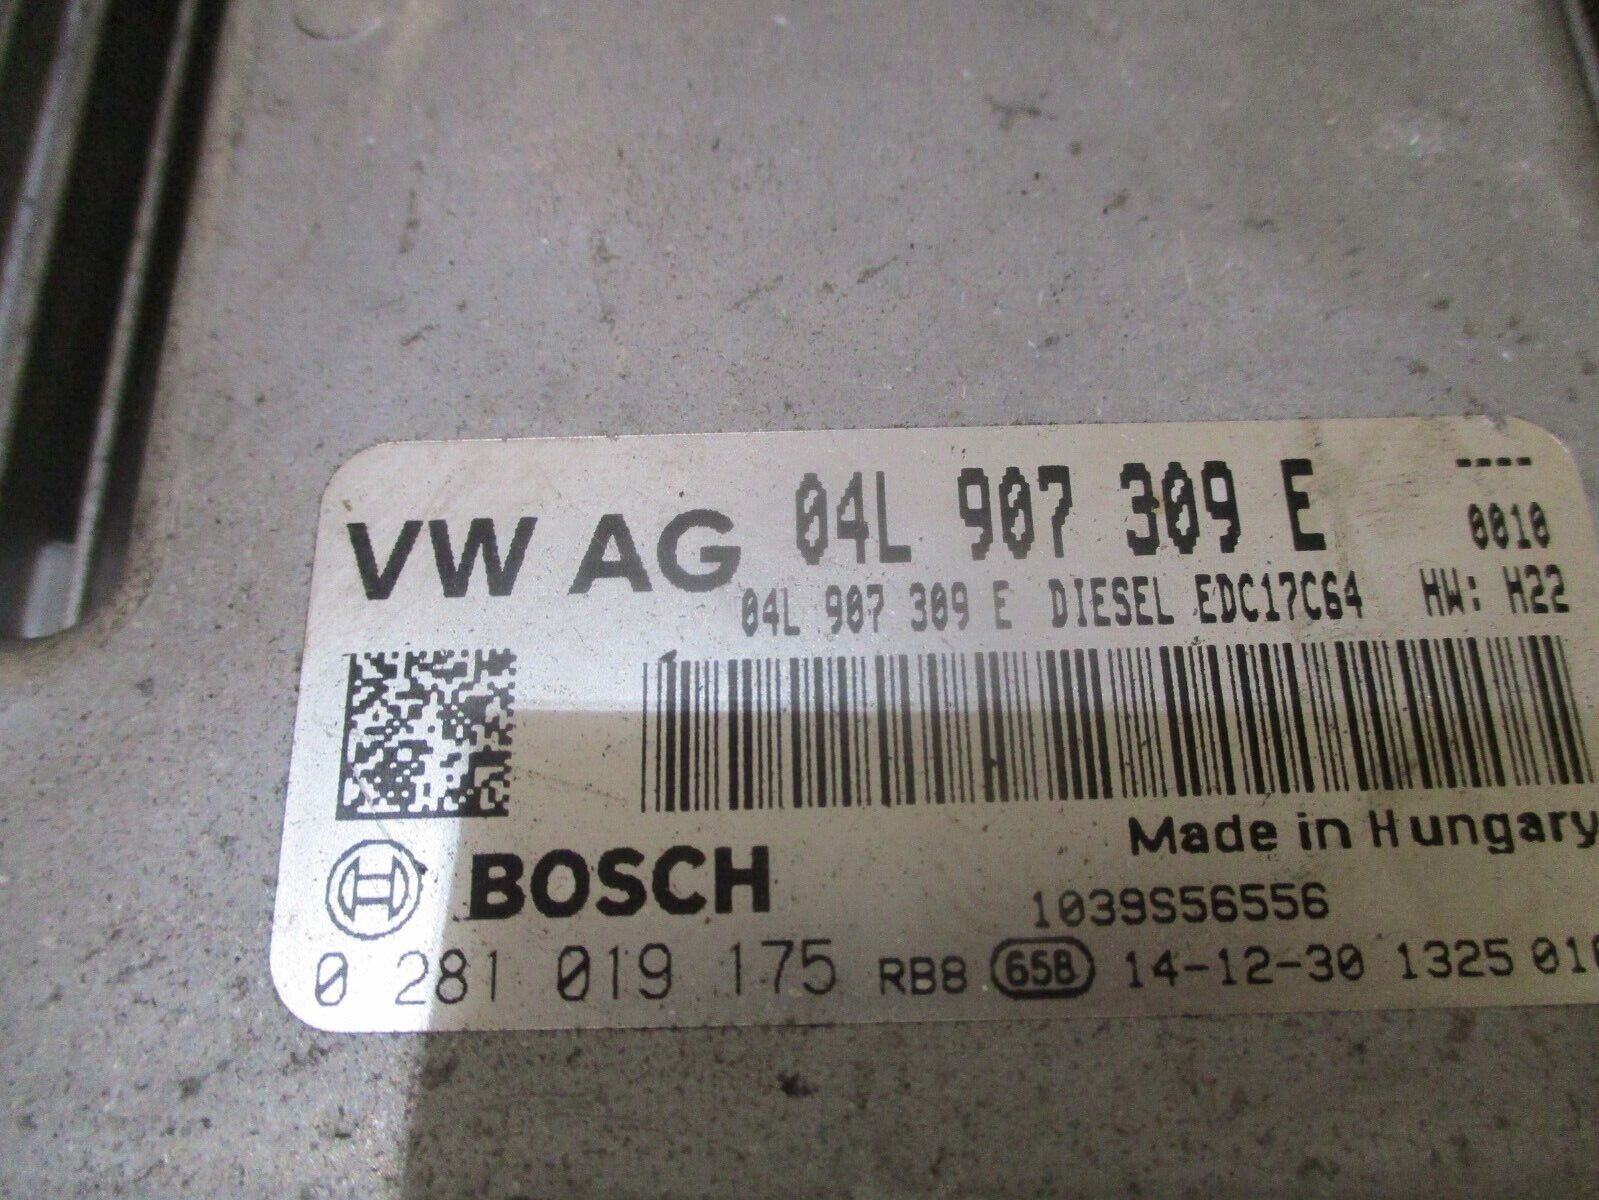 VW AG 04L 907 309 E ----
0010
04L 907 309 E DIESEL EDC17C64 HW: H22
Made in Hungary
BOSCH 1039S56556
0 281 019 175 RB8 65B 14-12-30 1325